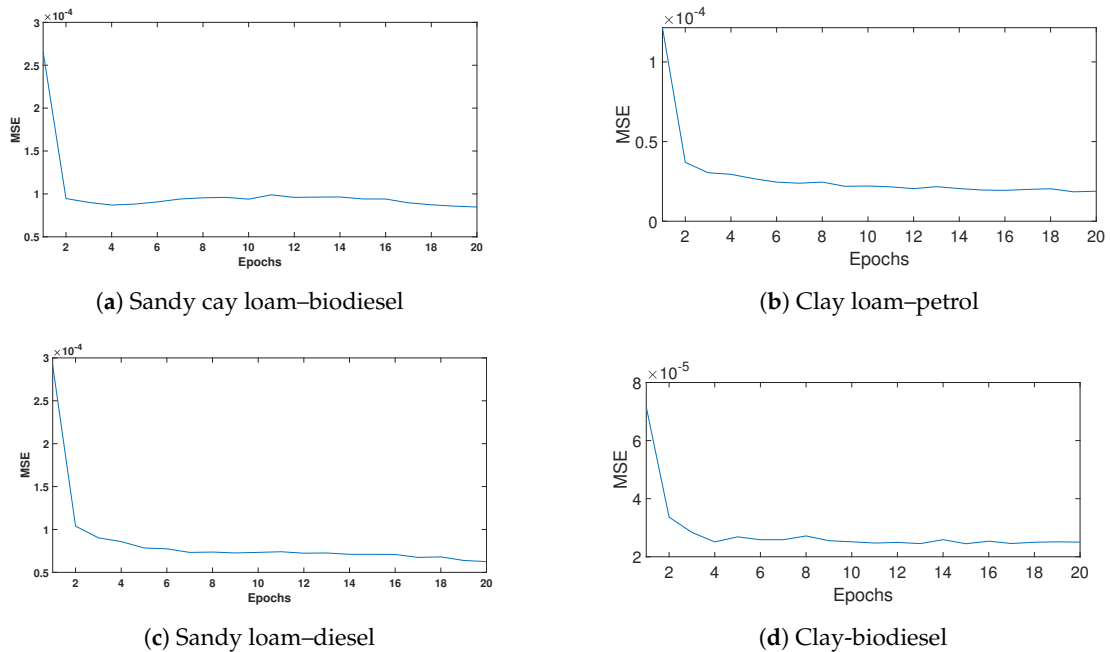 ×10⁻⁴
3
2.5
2
1.5
1
0.5
MSE
2 4 6 8 10 12 14 16 18 20
Epochs
(a) Sandy cay loam–biodiesel
×10⁻⁴
1
0.5
0
MSE
2 4 6 8 10 12 14 16 18 20
Epochs
(b) Clay loam–petrol
×10⁻⁴
3
2.5
2
1.5
1
0.5
MSE
2 4 6 8 10 12 14 16 18 20
Epochs
(c) Sandy loam–diesel
×10⁻⁵
8
6
4
2
MSE
2 4 6 8 10 12 14 16 18 20
Epochs
(d) Clay-biodiesel